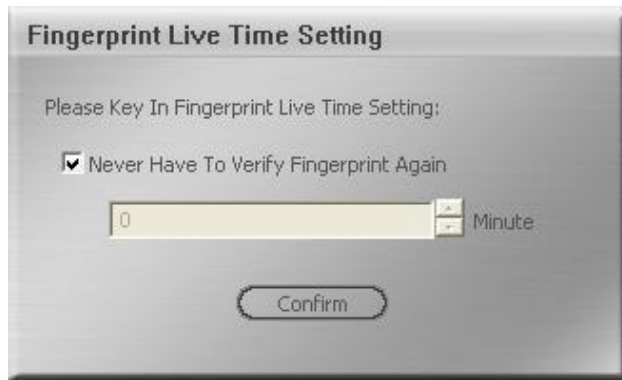 Fingerprint Live Time Setting
Please Key In Fingerprint Live Time Setting:
Never Have To Verify Fingerprint Again
0 Minute
Confirm